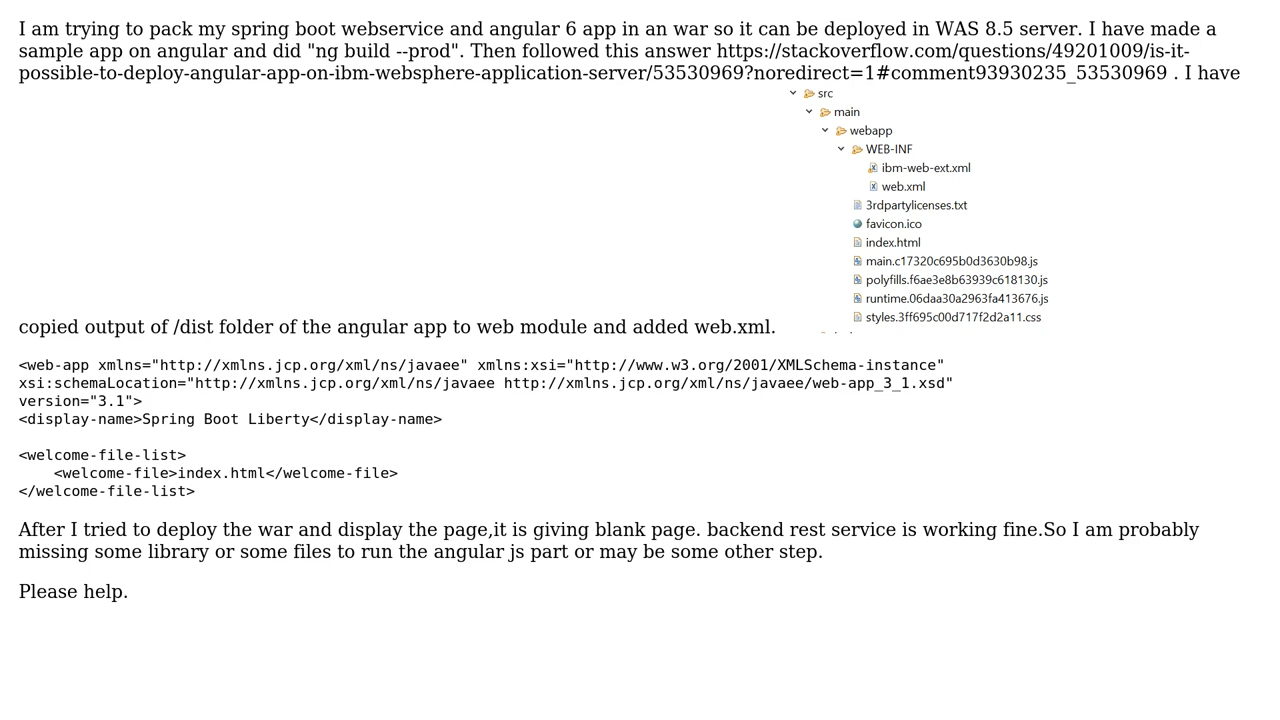 I am trying to pack my spring boot webservice and angular 6 app in an war so it can be deployed in WAS 8.5 server. I have made a
sample app on angular and did "ng build --prod". Then followed this answer https://stackoverflow.com/questions/49201009/is-it-
possible-to-deploy-angular-app-on-ibm-websphere-application-server/53530969?noredirect=1#comment93930235_53530969 . I have
src
main
webapp
WEB-INF
ibm-web-ext.xml
web.xml
3rdpartylicenses.txt
favicon.ico
index.html
main.c17320c695b0d3630b98.js
polyfills.f6ae3e8b63939c618130.js
runtime.06daa30a2963fa413676.js
styles.3ff695c00d717f2d2a11.css
copied output of /dist folder of the angular app to web module and added web.xml.
<web-app xmlns="http://xmlns.jcp.org/xml/ns/javaee" xmlns:xsi="http://www.w3.org/2001/XMLSchema-instance"
xsi:schemaLocation="http://xmlns.jcp.org/xml/ns/javaee http://xmlns.jcp.org/xml/ns/javaee/web-app_3_1.xsd"
version="3.1">
<display-name>Spring Boot Liberty</display-name>
<welcome-file-list>
<welcome-file>index.html</welcome-file>
</welcome-file-list>
After I tried to deploy the war and display the page,it is giving blank page. backend rest service is working fine.So I am probably
missing some library or some files to run the angular js part or may be some other step.
Please help.